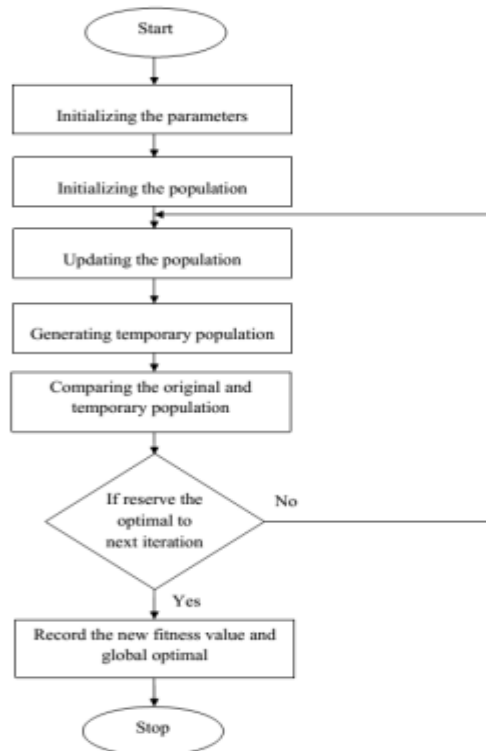 Start
Initializing the parameters
Initializing the population
Updating the population
Generating temporary population
Comparing the original and
temporary population
If reserve the
optimal to
next iteration
No
Yes
Record the new fitness value and
global optimal
Stop